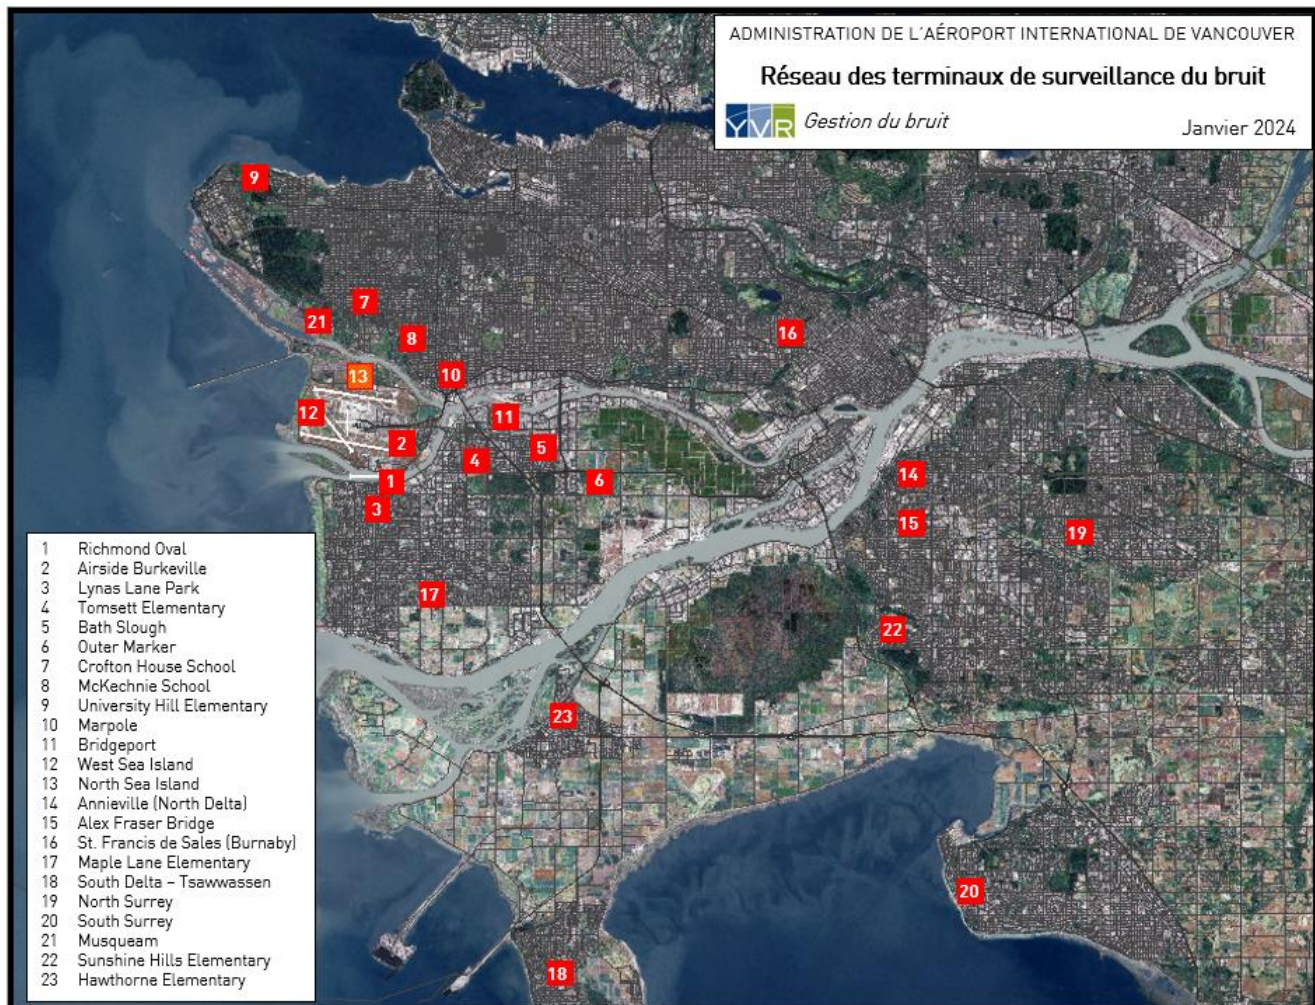 ADMINISTRATION DE L'AÉROPORT INTERNATIONAL DE VANCOUVER
Réseau des terminaux de surveillance du bruit
YVR Gestion du bruit
Janvier 2024
9
7
21
8
16
13
10
12
11
2
5
4
14
1
6
3
15
19
17
22
23
20
18
1 Richmond Oval
2 Airside Burkeville
3 Lynas Lane Park
4 Tomsett Elementary
5 Bath Slough
6 Outer Marker
7 Crofton House School
8 McKechnie School
9 University Hill Elementary
10 Marpole
11 Bridgeport
12 West Sea Island
13 North Sea Island
14 Annieville (North Delta)
15 Alex Fraser Bridge
16 St. Francis de Sales (Burnaby)
17 Maple Lane Elementary
18 South Delta – Tsawwassen
19 North Surrey
20 South Surrey
21 Musqueam
22 Sunshine Hills Elementary
23 Hawthorne Elementary